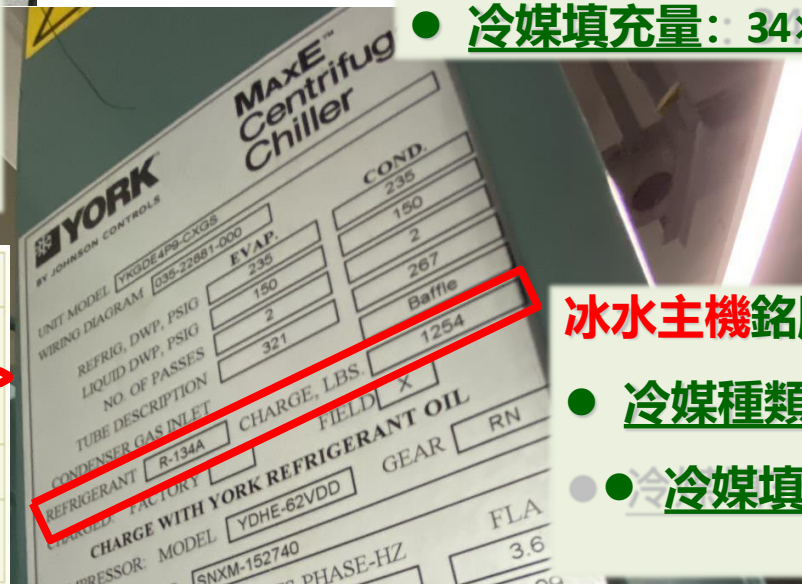 ● 冷媒填充量：34
MAXE™
Centrifug
Chiller
YORK
BY JOHNSON CONTROLS
UNIT MODEL YKGDE4P9-CXGS
WIRING DIAGRAM 035-22881-000
EVAP. COND.
REFRIG, DWP, PSIG 235 235
LIQUID DWP, PSIG 150 150
NO. OF PASSES 2 2
TUBE DESCRIPTION 321 267
CONDENSER GAS INLET Baffle
REFRIGERANT R-134A CHARGE, LBS. 1254
CHARGED: FACTORY FIELD X
CHARGE WITH YORK REFRIGERANT OIL
PRESSOR: MODEL YDHE-62VDD GEAR RN
SNXM-152740
PHASE-HZ FLA
3.6
冰水主機銘
● 冷媒種類
● 冷媒填